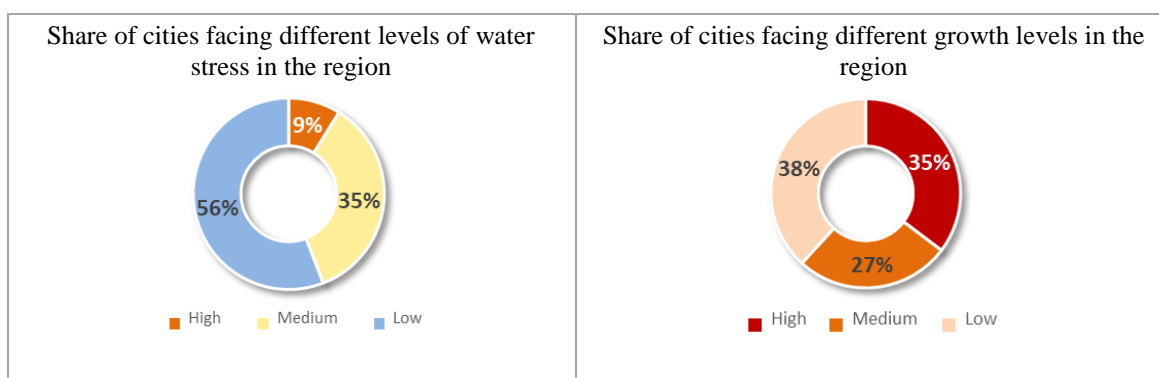 Share of cities facing different levels of water
stress in the region
9%
35%
56%
High Medium Low
Share of cities facing different growth levels in the
region
35%
38%
27%
High Medium Low